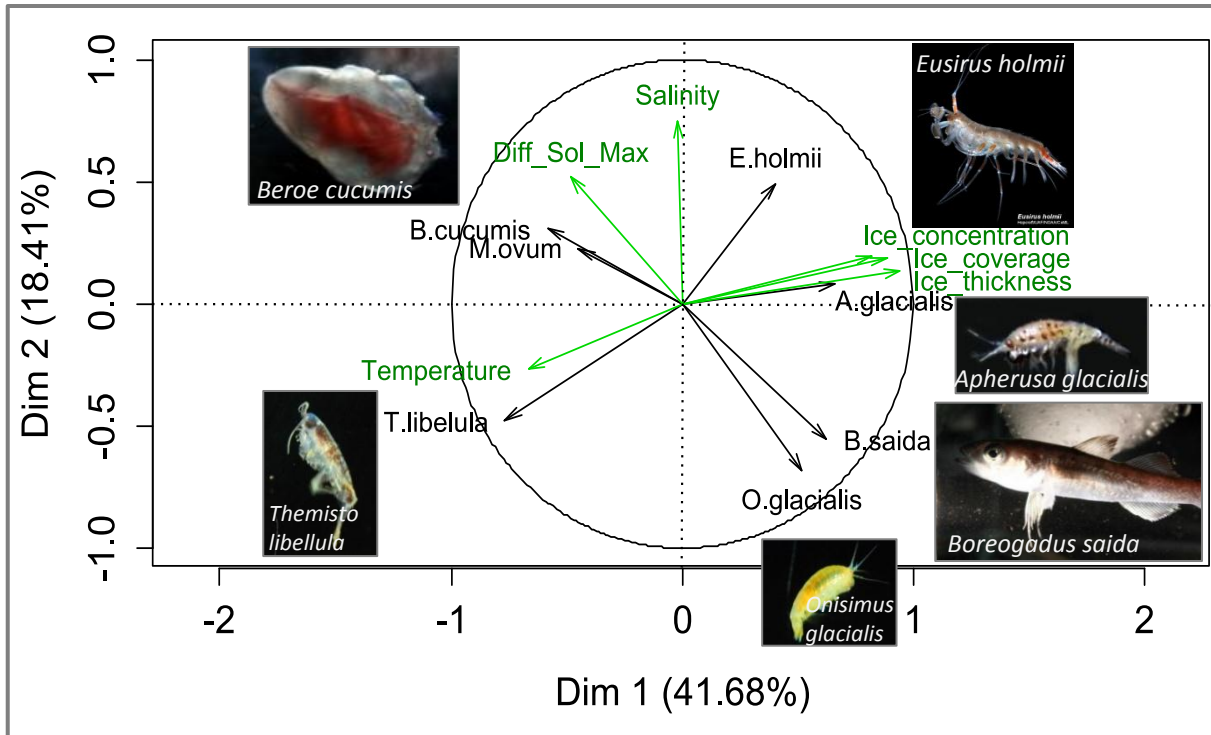 1.0
0.5
0.0
-0.5
-1.0
Dim 2 (18.41%)
Beroe cucumis
Salinity
Diff_Sol_Max
E.holmii
Eusirus holmii
Eusirus holmii
B.cucumis
M.ovum
Ice_concentration
Ice_coverage
Ice_thickness
A.glacialis
Apherusa glacialis
Temperature
T.libelula
Themisto
libellula
B.saida
O.glacialis
Boreogadus saida
Onisimus
glacialis
-2
-1
0
1
2
Dim 1 (41.68%)